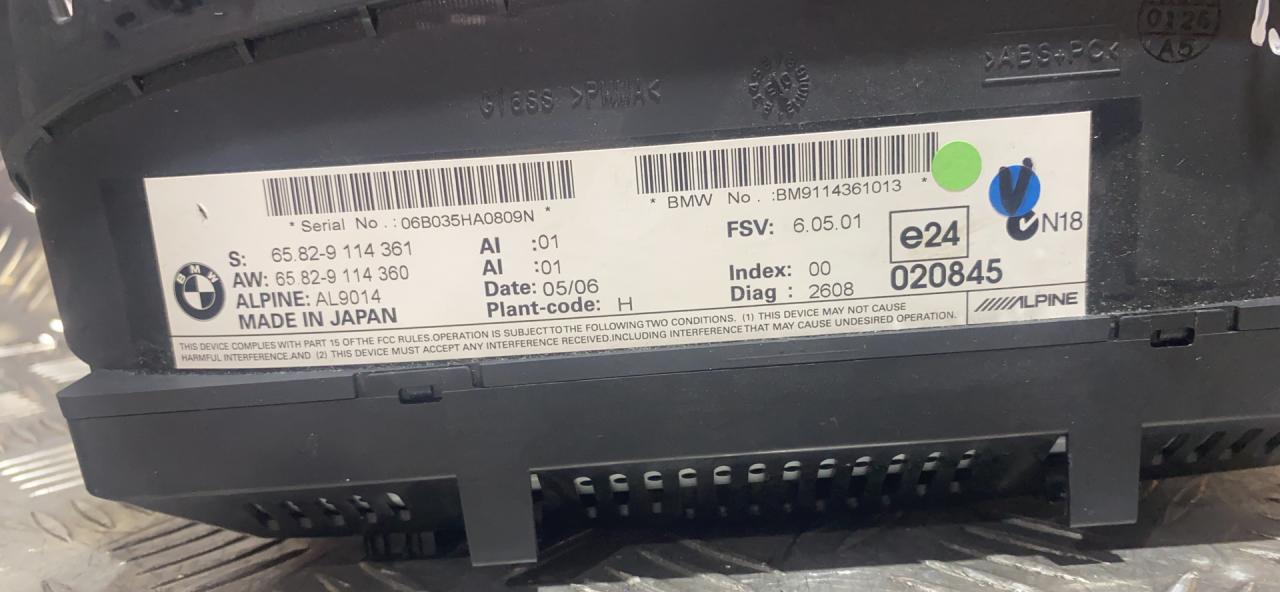 0126
A5
>ABS+PC<
Glass >PMMA<
* Serial No. : 06B035HA0809N *
* BMW No. :BM9114361013 *
S: 65.82-9 114 361
AW: 65.82-9 114 360
ALPINE: AL9014
MADE IN JAPAN
AI :01
AI :01
Date: 05/06
Plant-code: H
FSV: 6.05.01
Index: 00
Diag : 2608
e24
020845
V
N18
BMW
ALPINE
THIS DEVICE COMPLIES WITH PART 15 OF THE FCC RULES.OPERATION IS SUBJECT TO THE FOLLOWING TWO CONDITIONS. (1) THIS DEVICE MAY NOT CAUSE
HARMFUL INTERFERENCE.AND (2) THIS DEVICE MUST ACCEPT ANY INTERFERENCE RECEIVED.INCLUDING INTERFERENCE THAT MAY CAUSE UNDESIRED OPERATION.